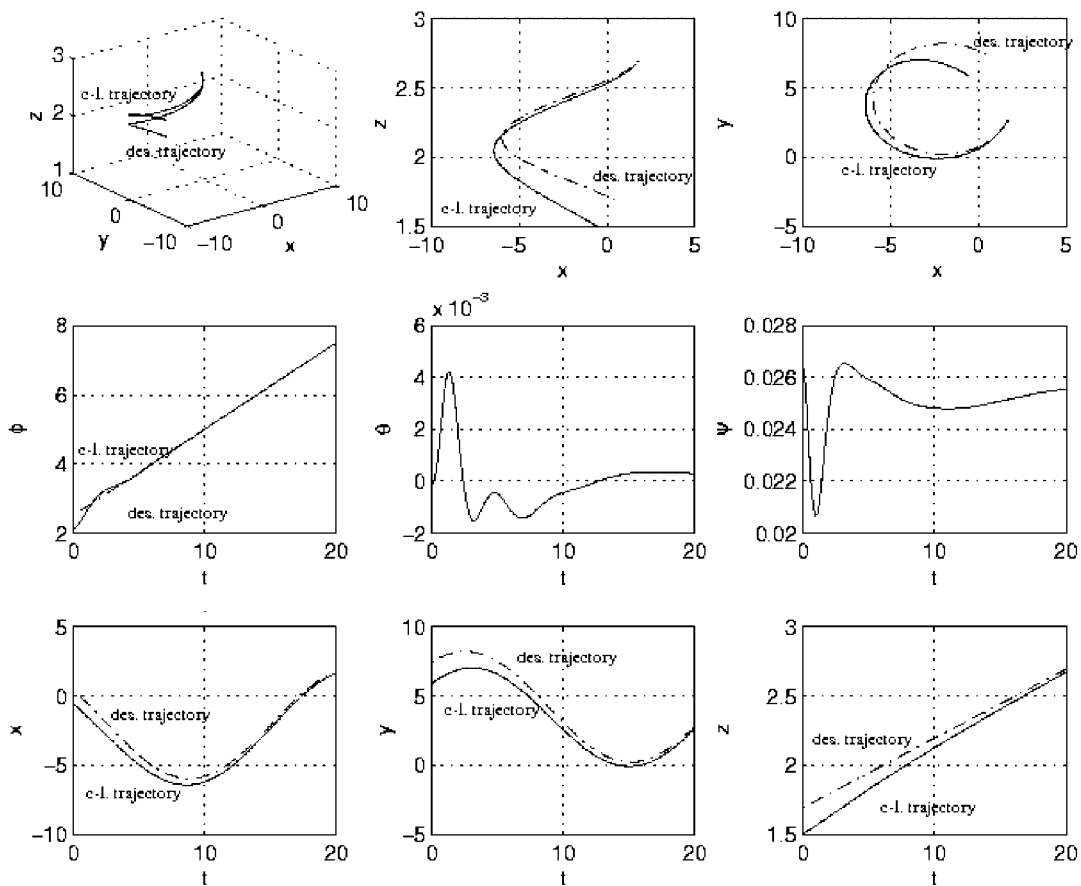 3
2
z
1
10
0
y
-10
-10
0
x
10
c-l. trajectory
des. trajectory
3
2.5
z
2
1.5
-10
-5
0
5
x
des. trajectory
c-l. trajectory
10
5
y
0
-5
-10
-5
0
5
x
des. trajectory
c-l. trajectory
8
6
ϕ
4
2
0
10
20
t
c-l. trajectory
des. trajectory
x 10⁻³
6
4
θ
2
0
-2
0
10
20
t
0.028
0.026
ψ
0.024
0.022
0.02
0
10
20
t
5
0
x
-5
-10
0
10
20
t
des. trajectory
c-l. trajectory
10
5
y
0
-5
0
10
20
t
des. trajectory
c-l. trajectory
3
2.5
z
2
1.5
0
10
20
t
des. trajectory
c-l. trajectory